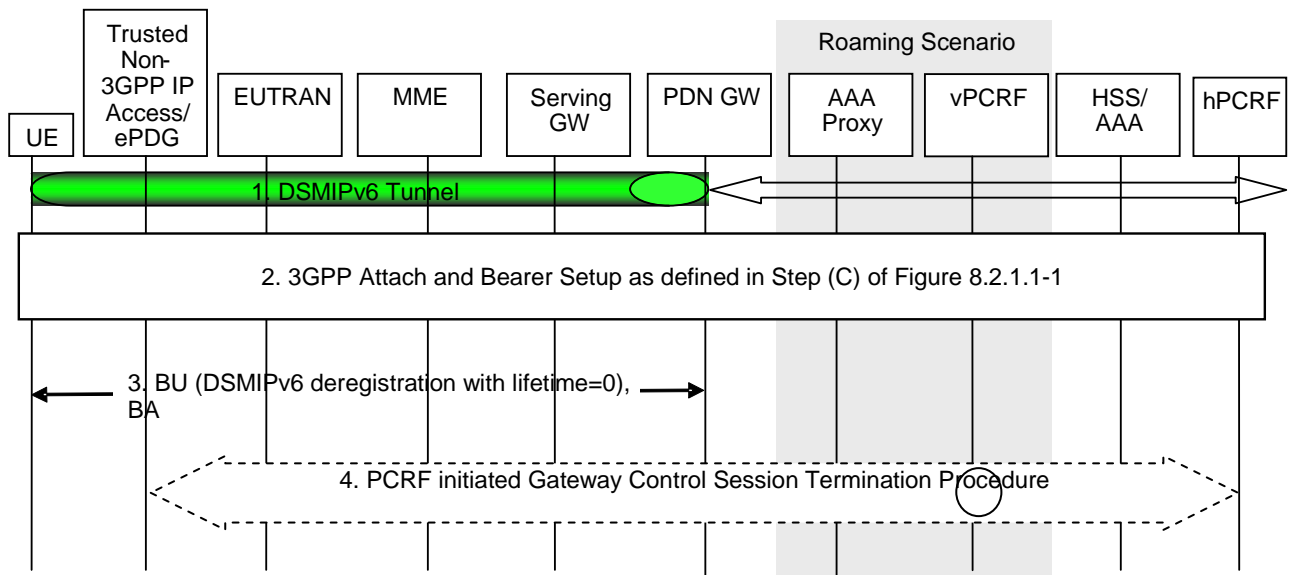 Roaming Scenario
UE
Trusted
Non-
3GPP IP
Access/
ePDG
EUTRAN
MME
Serving
GW
PDN GW
AAA
Proxy
vPCRF
HSS/
AAA
hPCRF
1. DSMIPv6 Tunnel
2. 3GPP Attach and Bearer Setup as defined in Step (C) of Figure 8.2.1.1-1
3. BU (DSMIPv6 deregistration with lifetime=0),
BA
4. PCRF initiated Gateway Control Session Termination Procedure